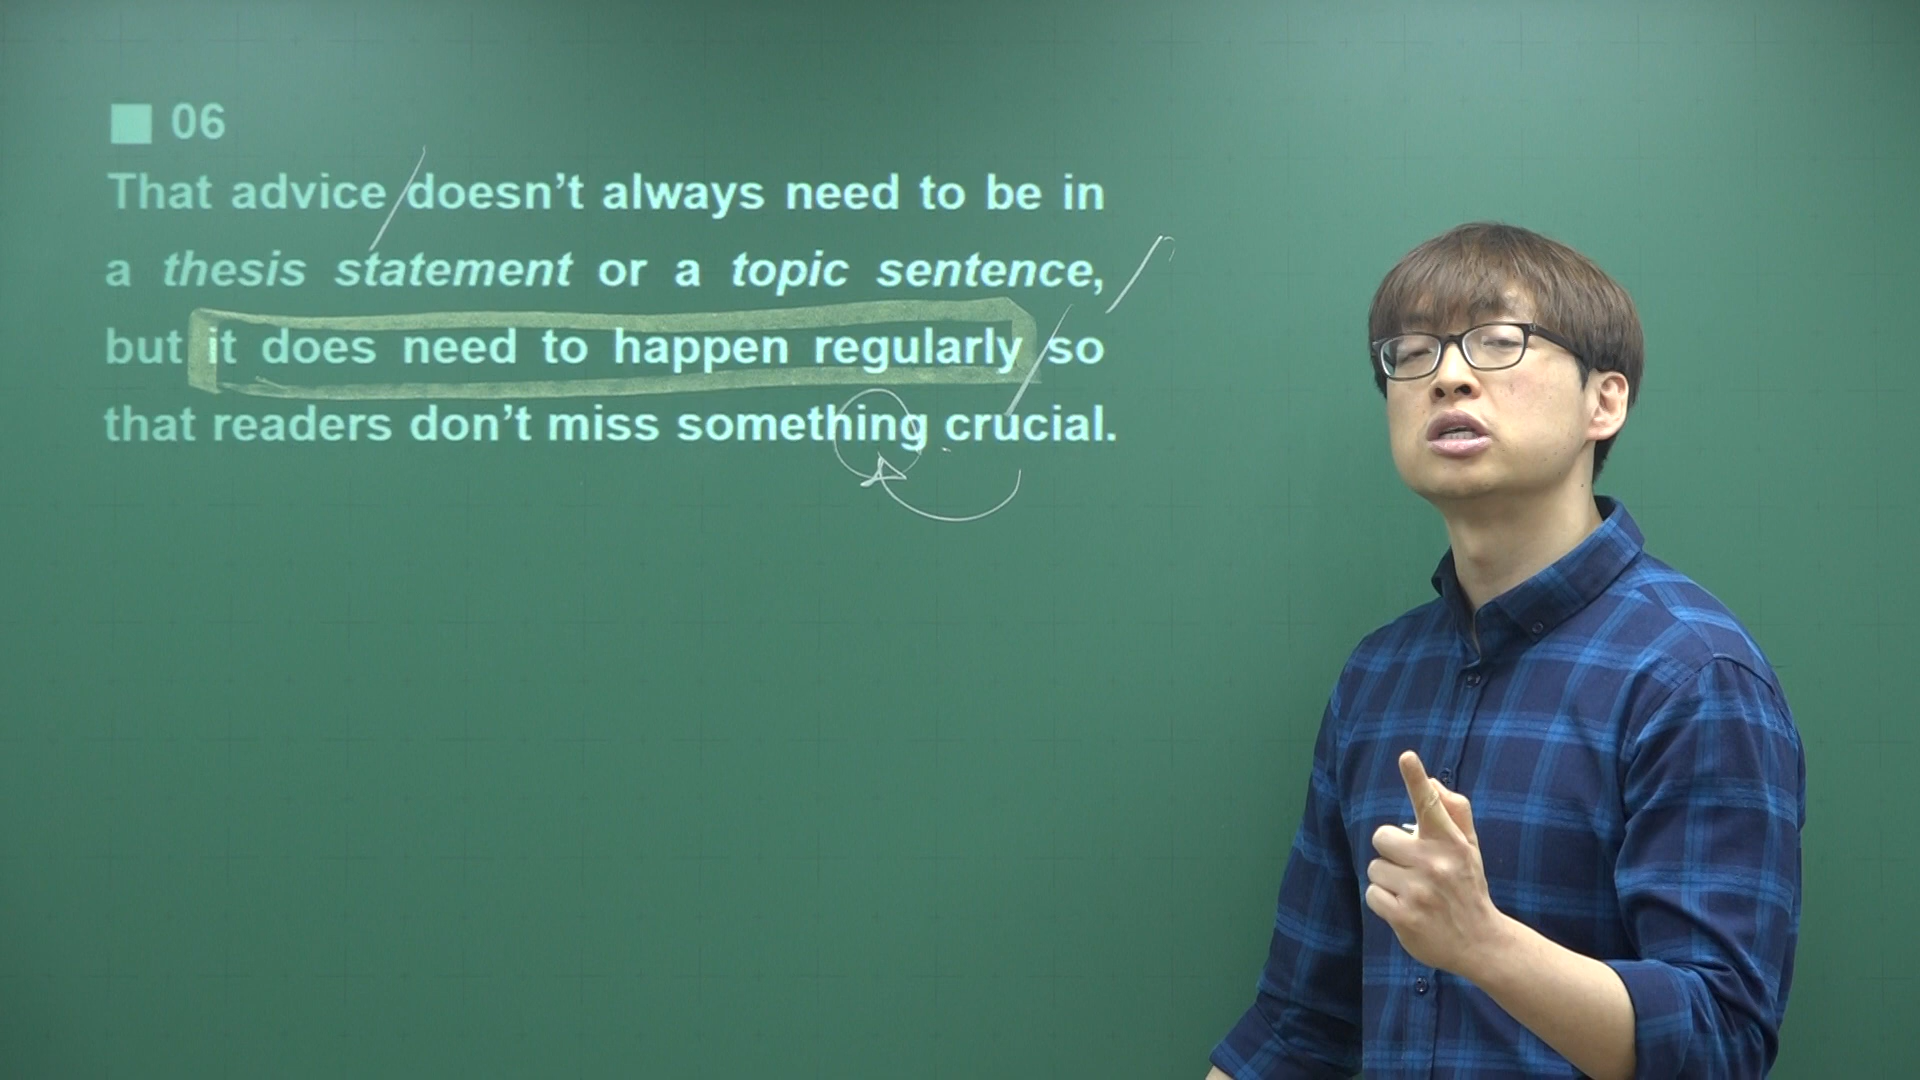 ■ 06
That advice doesn’t always need to be in
a thesis statement or a topic sentence,
but it does need to happen regularly so
that readers don’t miss something crucial.